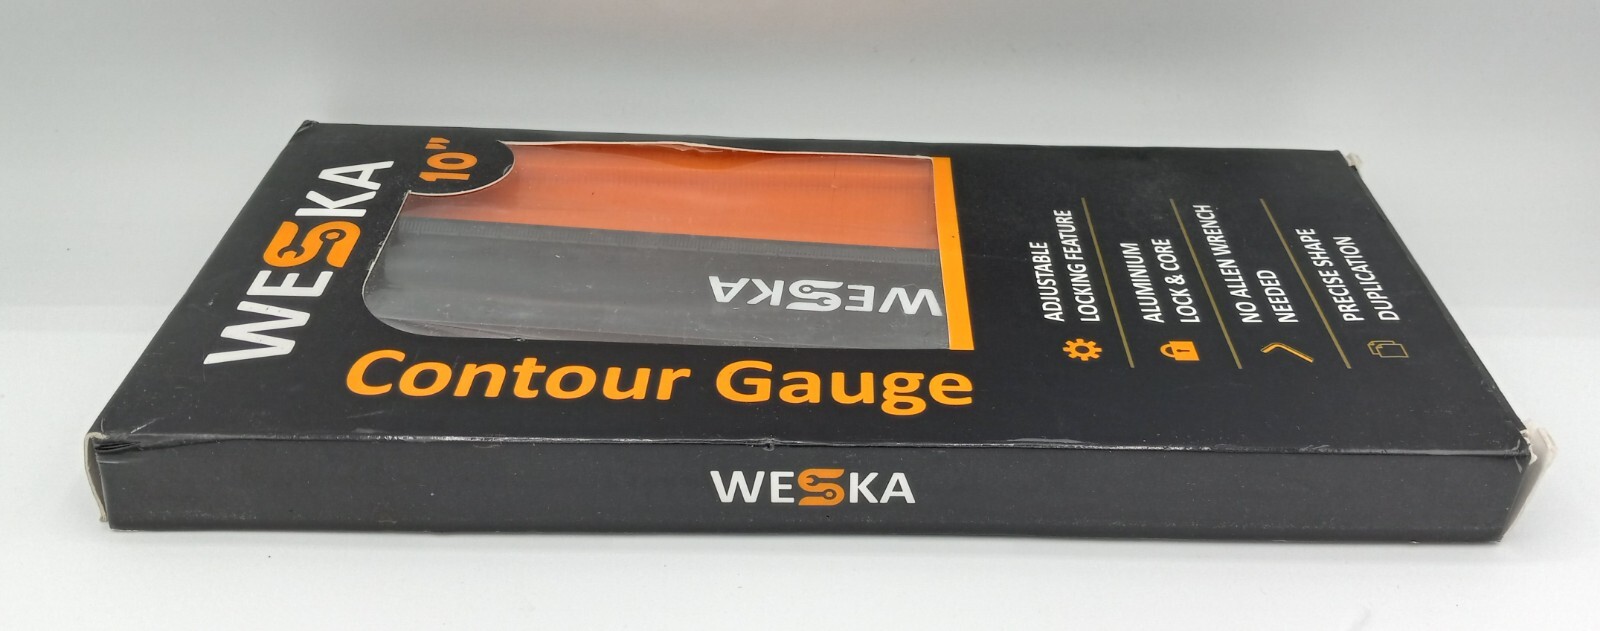 WESKA
10"
WESKA
Contour Gauge
ADJUSTABLE
LOCKING FEATURE
ALUMINIUM
LOCK & CORE
NO ALLEN WRENCH
NEEDED
PRECISE SHAPE
DUPLICATION
WESKA